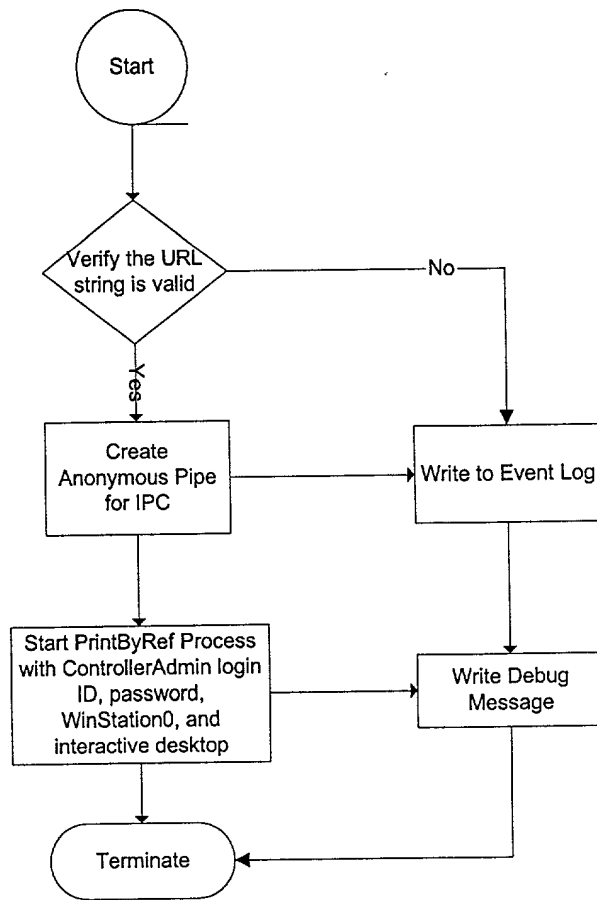 Start
Verify the URL
string is valid
No
Yes
Create
Anonymous Pipe
for IPC
Write to Event Log
Start PrintByRef Process
with ControllerAdmin login
ID, password,
WinStation0, and
interactive desktop
Write Debug
Message
Terminate